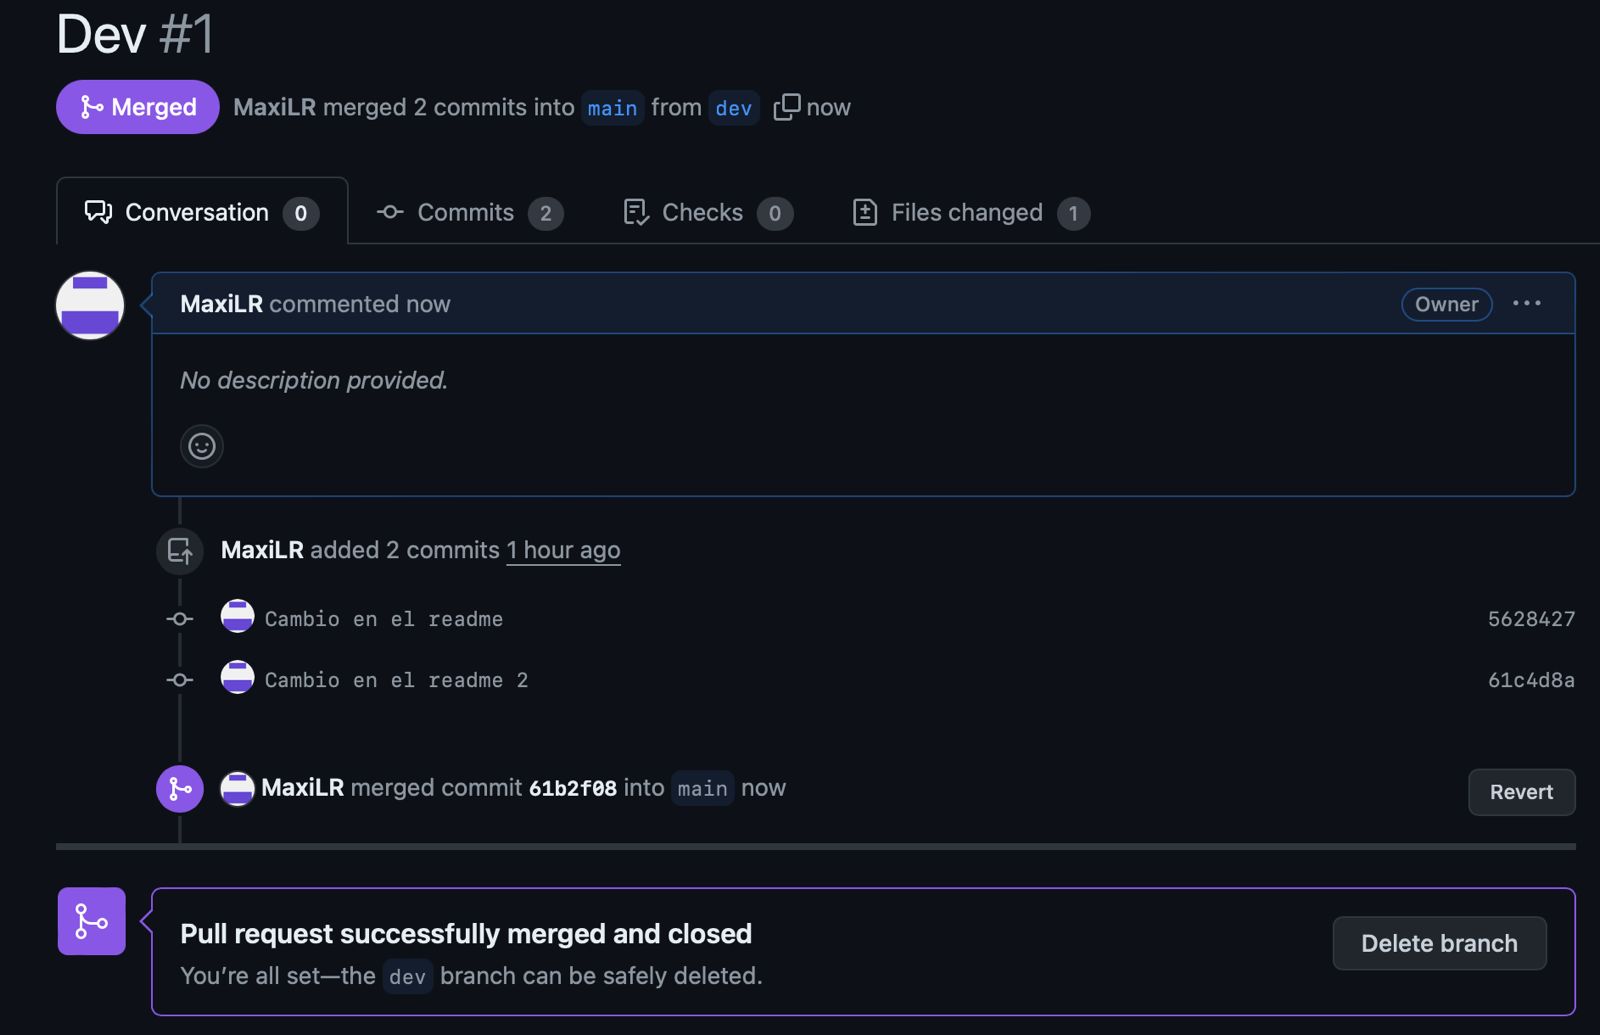 Dev #1
Merged MaxiLR merged 2 commits into main from dev now
Conversation 0 Commits 2 Checks 0 Files changed 1
MaxiLR commented now Owner
No description provided.
MaxiLR added 2 commits 1 hour ago
Cambio en el readme 5628427
Cambio en el readme 2 61c4d8a
MaxiLR merged commit 61b2f08 into main now Revert
Pull request successfully merged and closed
You’re all set—the dev branch can be safely deleted.
Delete branch